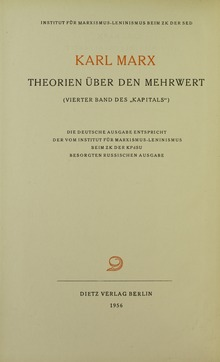 INSTITUT FÜR MARXISMUS-LENINISMUS BEIM ZK DER SED
KARL MARX
THEORIEN ÜBER DEN MEHRWERT
(VIERTER BAND DES „KAPITALS“)
DIE DEUTSCHE AUSGABE ENTSPRICHT
DER VOM INSTITUT FÜR MARXISMUS-LENINISMUS
BEIM ZK DER KPdSU
BESORGTEN RUSSISCHEN AUSGABE
DIETZ VERLAG BERLIN
1956